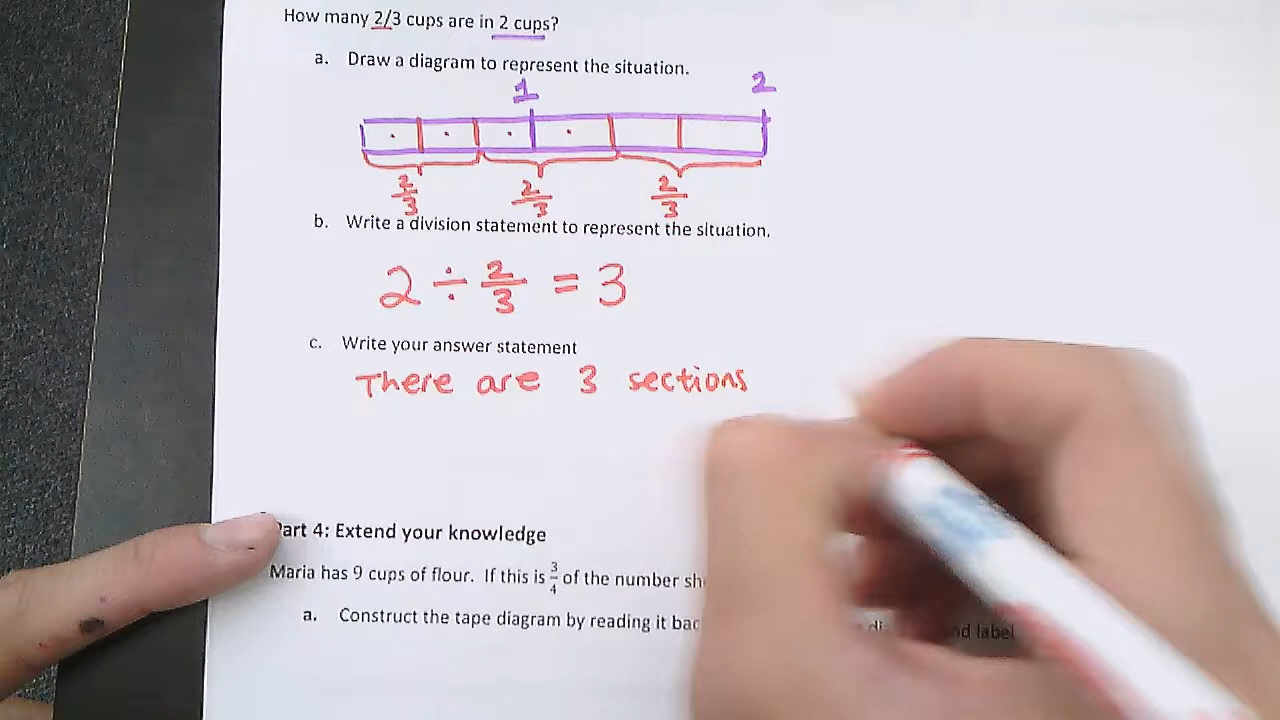 How many 2/3 cups are in 2 cups?
a. Draw a diagram to represent the situation.
1 2
2/3 2/3 2/3
b. Write a division statement to represent the situation.
2 ÷ 2/3 = 3
c. Write your answer statement
There are 3 sections
art 4: Extend your knowledge
Maria has 9 cups of flour. If this is 3/4 of the number sh
a. Construct the tape diagram by reading it bac di nd label